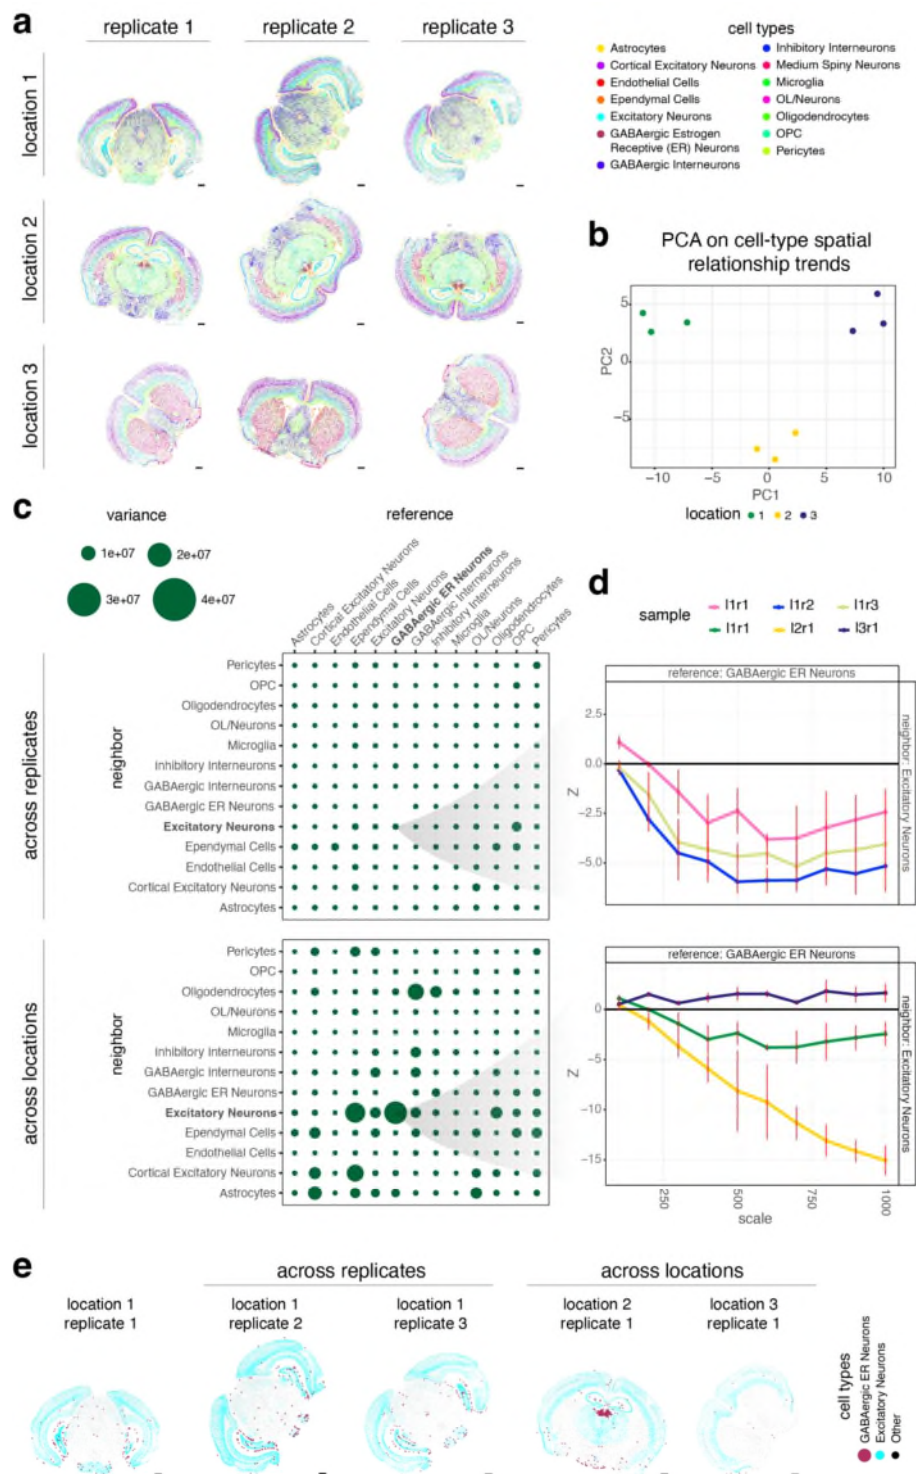 a
replicate 1
replicate 2
replicate 3
location 1
location 2
location 3
cell types
Astrocytes
Cortical Excitatory Neurons
Endothelial Cells
Ependymal Cells
Excitatory Neurons
GABAergic Estrogen
Receptive (ER) Neurons
GABAergic Interneurons
Inhibitory Interneurons
Medium Spiny Neurons
Microglia
OL/Neurons
Oligodendrocytes
OPC
Pericytes
b
PCA on cell-type spatial
relationship trends
PC2
5
0
−5
−10
−5
0
5
10
PC1
location 1 2 3
c
variance
1e+07
2e+07
3e+07
4e+07
reference
Astrocytes
Cortical Excitatory Neurons
Endothelial Cells
Ependymal Cells
Excitatory Neurons
GABAergic ER Neurons
GABAergic Interneurons
Inhibitory Interneurons
Microglia
OL/Neurons
Oligodendrocytes
OPC
Pericytes
across replicates
neighbor
Pericytes
OPC
Oligodendrocytes
OL/Neurons
Microglia
Inhibitory Interneurons
GABAergic Interneurons
GABAergic ER Neurons
Excitatory Neurons
Ependymal Cells
Endothelial Cells
Cortical Excitatory Neurons
Astrocytes
across locations
neighbor
Pericytes
OPC
Oligodendrocytes
OL/Neurons
Microglia
Inhibitory Interneurons
GABAergic Interneurons
GABAergic ER Neurons
Excitatory Neurons
Ependymal Cells
Endothelial Cells
Cortical Excitatory Neurons
Astrocytes
d
sample
l1r1
l1r2
l1r3
l1r1
l2r1
l3r1
reference: GABAergic ER Neurons
neighbor: Excitatory Neurons
Z
2.5
0.0
−2.5
−5.0
reference: GABAergic ER Neurons
neighbor: Excitatory Neurons
Z
0
−5
−10
−15
250
500
750
1000
scale
e
across replicates
across locations
location 1
replicate 1
location 1
replicate 2
location 1
replicate 3
location 2
replicate 1
location 3
replicate 1
cell types
GABAergic ER Neurons
Excitatory Neurons
Other